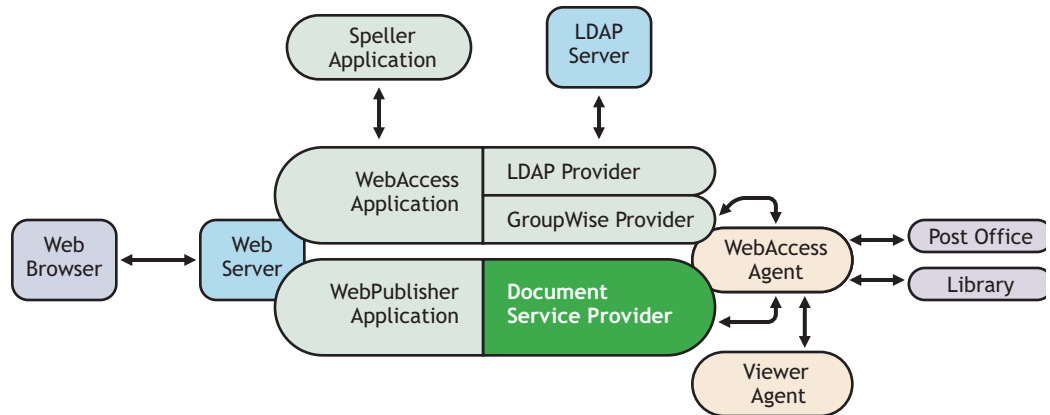 Speller
Application
LDAP
Server
WebAccess
Application
LDAP Provider
GroupWise Provider
Web
Browser
Web
Server
WebAccess
Agent
Post Office
Library
WebPublisher
Application
Document
Service Provider
Viewer
Agent